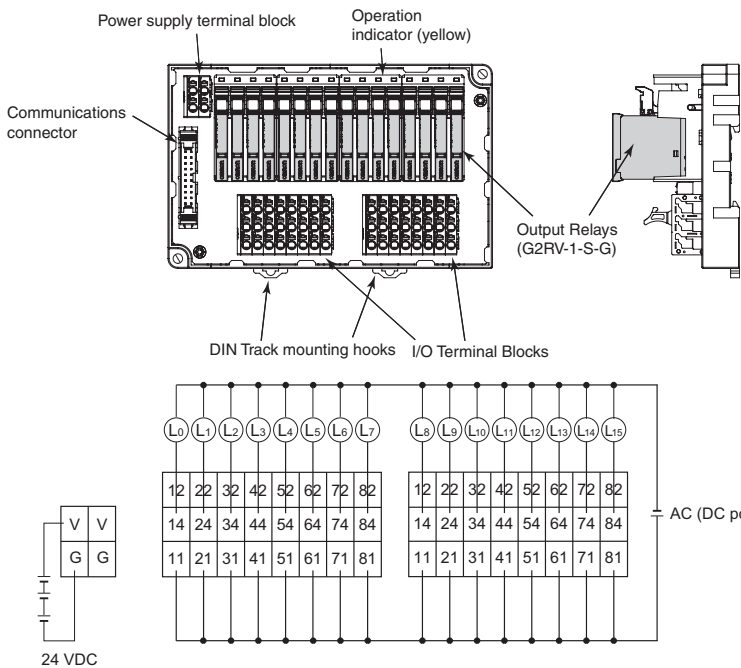 Power supply terminal block
Operation
indicator (yellow)
Communications
connector
Output Relays
(G2RV-1-S-G)
DIN Track mounting hooks
I/O Terminal Blocks
L0 L1 L2 L3 L4 L5 L6 L7 L8 L9 L10 L11 L12 L13 L14 L15
12 22 32 42 52 62 72 82 12 22 32 42 52 62 72 82
V V 14 24 34 44 54 64 74 84 14 24 34 44 54 64 74 84 AC (DC po
G G 11 21 31 41 51 61 71 81 11 21 31 41 51 61 71 81
24 VDC